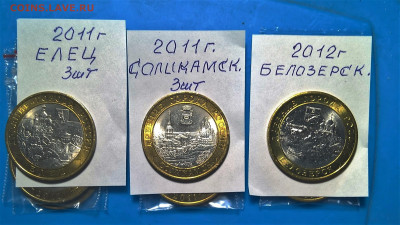 COINS.LAVE.RU
2011г
ЕЛЕЦ
3шт
2011г.
СОЛИКАМСК.
3шт
2012г
БЕЛОЗЕРСК.